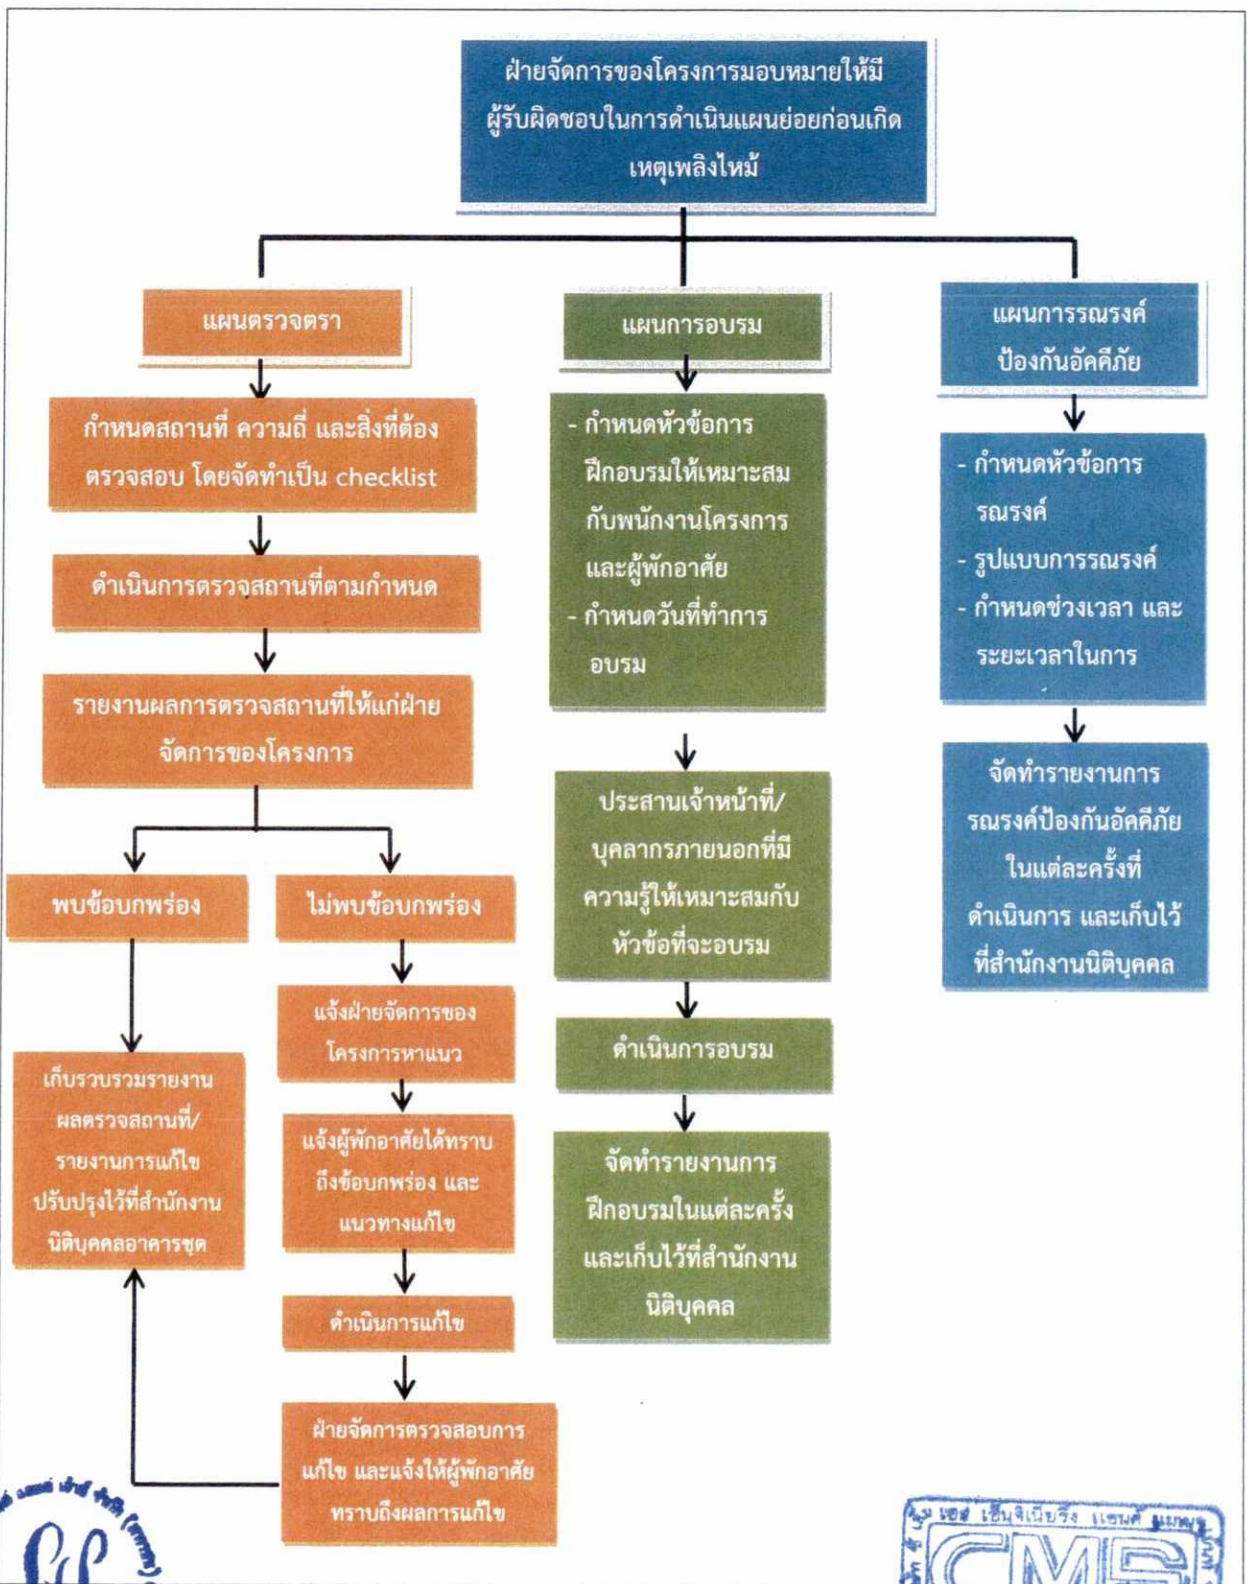 ฝ่ายจัดการของโครงการมอบหมายให้มี
ผู้รับผิดชอบในการดำเนินแผนย่อยก่อนเกิด
เหตุเพลิงไหม้
แผนตรวจตรา
กำหนดสถานที่ ความถี่ และสิ่งที่ต้อง
ตรวจสอบ โดยจัดทำเป็น checklist
ดำเนินการตรวจสถานที่ตามกำหนด
รายงานผลการตรวจสถานที่ให้แก่ฝ่าย
จัดการของโครงการ
พบข้อบกพร่อง
เก็บรวบรวมรายงาน
ผลตรวจสถานที่/
รายงานการแก้ไข
ปรับปรุงไว้ที่สำนักงาน
นิติบุคคลอาคารชุด
ไม่พบข้อบกพร่อง
แจ้งฝ่ายจัดการของ
โครงการหาแนว
แจ้งผู้พักอาศัยได้ทราบ
ถึงข้อบกพร่อง และ
แนวทางแก้ไข
ดำเนินการแก้ไข
ฝ่ายจัดการตรวจสอบการ
แก้ไข และแจ้งให้ผู้พักอาศัย
ทราบถึงผลการแก้ไข
แผนการอบรม
- กำหนดหัวข้อการ
ฝึกอบรมให้เหมาะสม
กับพนักงานโครงการ
และผู้พักอาศัย
- กำหนดวันที่ทำการ
อบรม
ประสานเจ้าหน้าที่/
บุคลากรภายนอกที่มี
ความรู้ให้เหมาะสมกับ
หัวข้อที่จะอบรม
ดำเนินการอบรม
จัดทำรายงานการ
ฝึกอบรมในแต่ละครั้ง
และเก็บไว้ที่สำนักงาน
นิติบุคคล
แผนการรณรงค์
ป้องกันอัคคีภัย
- กำหนดหัวข้อการ
รณรงค์
- รูปแบบการรณรงค์
- กำหนดช่วงเวลา และ
ระยะเวลาในการ
จัดทำรายงานการ
รณรงค์ป้องกันอัคคีภัย
ในแต่ละครั้งที่
ดำเนินการ และเก็บไว้
ที่สำนักงานนิติบุคคล
เอส เอ็นจิเนียริ่ง แอนด์
CMS